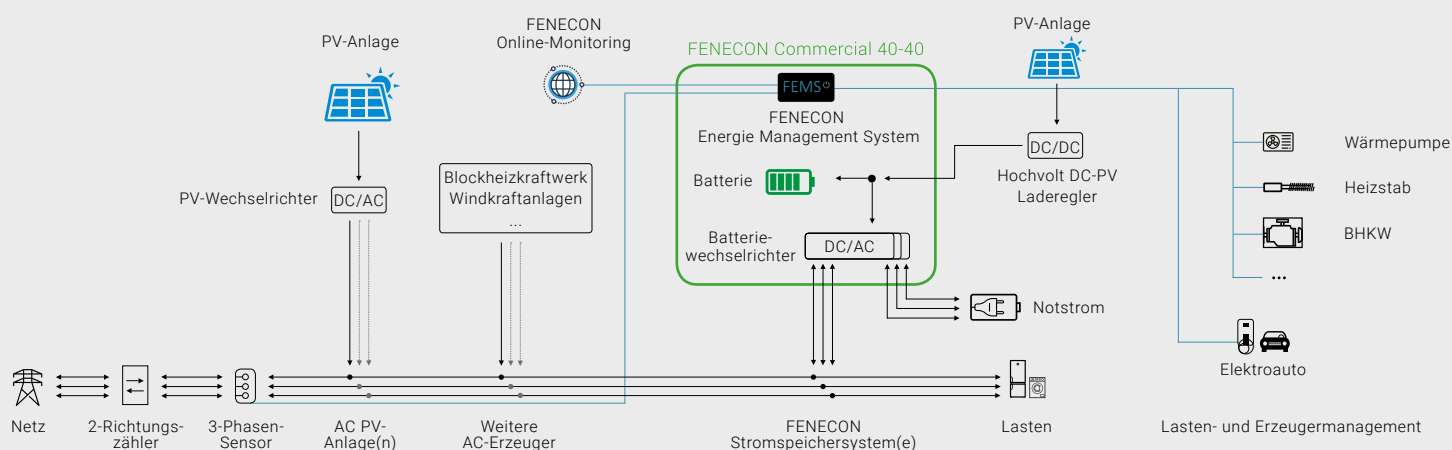 FENECON
Online-Monitoring
PV-Anlage
PV-Anlage
FENECON Commercial 40-40
FEMS
FENECON
Energie Management System
DC/DC
Hochvolt DC-PV
Laderegler
Wärmepumpe
Batterie
Blockheizkraftwerk
Windkraftanlagen
...
PV-Wechselrichter
DC/AC
Heizstab
Batterie-
wechselrichter
DC/AC
BHKW
...
Notstrom
Elektroauto
Netz
2-Richtungs-
zähler
3-Phasen-
Sensor
AC PV-
Anlage(n)
Weitere
AC-Erzeuger
FENECON
Stromspeichersystem(e)
Lasten
Lasten- und Erzeugermanagement